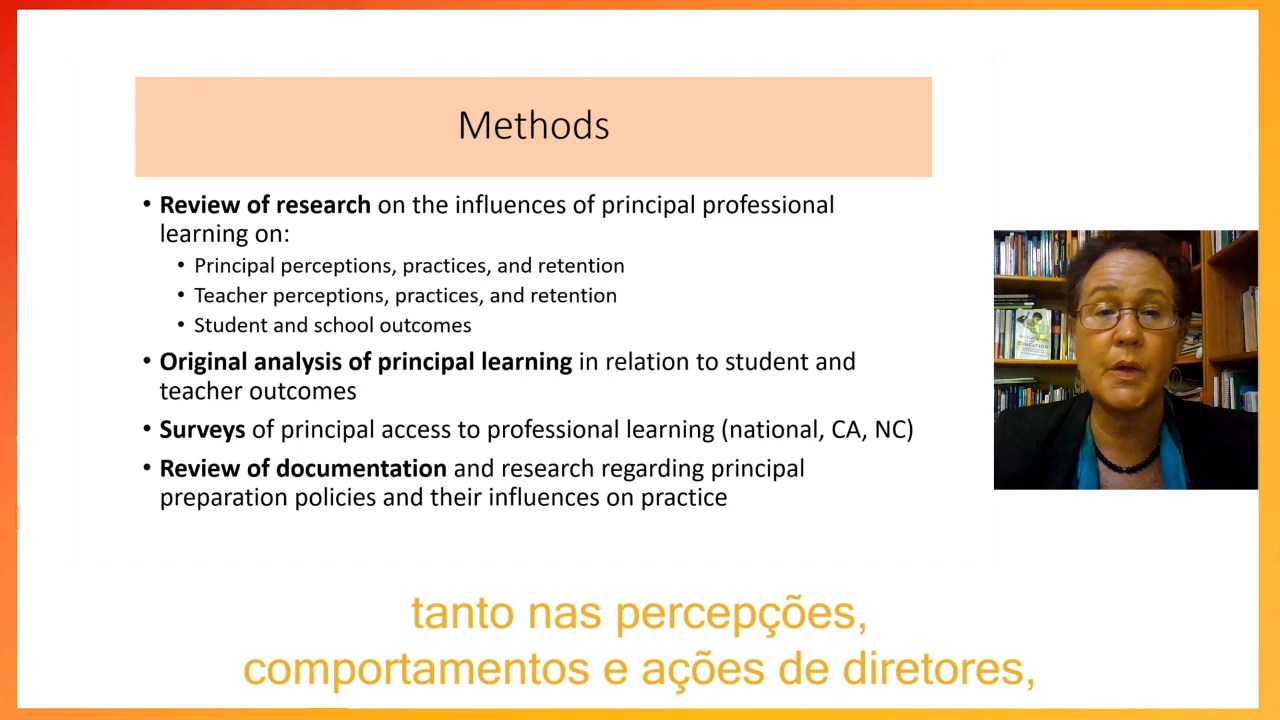 Methods
• Review of research on the influences of principal professional
learning on:
• Principal perceptions, practices, and retention
• Teacher perceptions, practices, and retention
• Student and school outcomes
• Original analysis of principal learning in relation to student and
teacher outcomes
• Surveys of principal access to professional learning (national, CA, NC)
• Review of documentation and research regarding principal
preparation policies and their influences on practice
EDUCATION
tanto nas percepções,
comportamentos e ações de diretores,